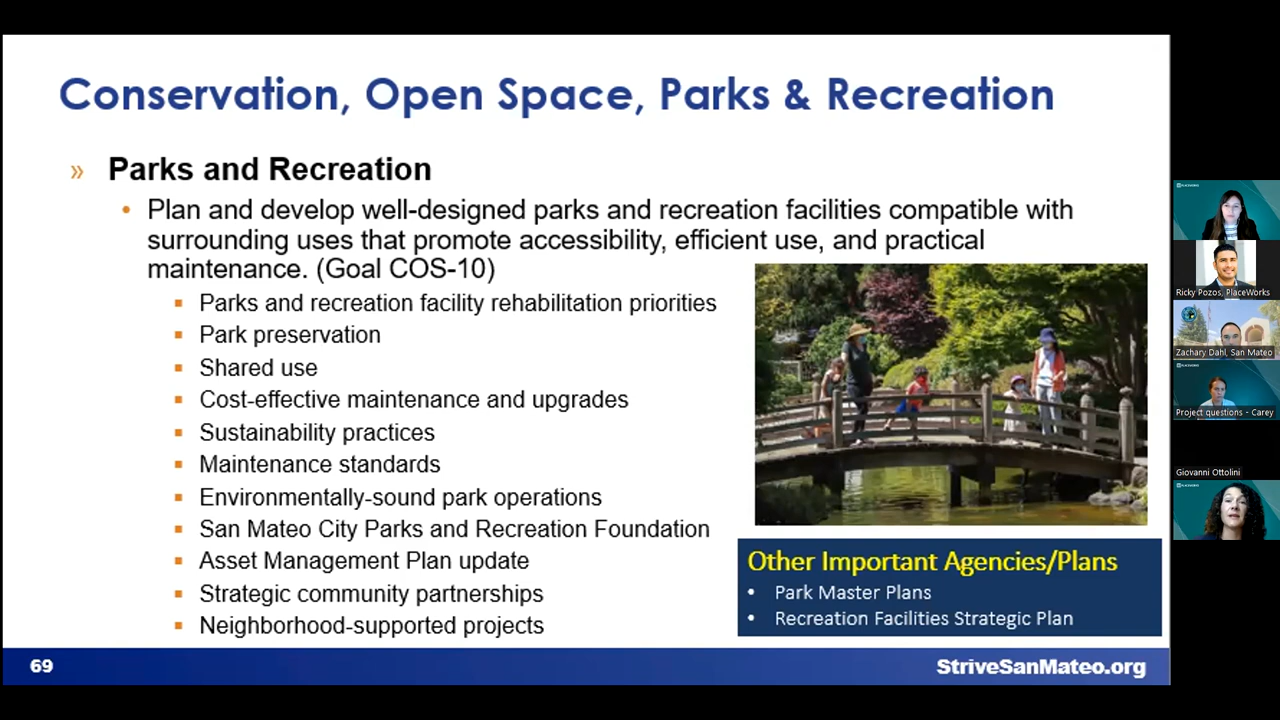 Conservation, Open Space, Parks & Recreation
» Parks and Recreation
• Plan and develop well-designed parks and recreation facilities compatible with
surrounding uses that promote accessibility, efficient use, and practical
maintenance. (Goal COS-10)
▪ Parks and recreation facility rehabilitation priorities
▪ Park preservation
▪ Shared use
▪ Cost-effective maintenance and upgrades
▪ Sustainability practices
▪ Maintenance standards
▪ Environmentally-sound park operations
▪ San Mateo City Parks and Recreation Foundation
▪ Asset Management Plan update
▪ Strategic community partnerships
▪ Neighborhood-supported projects
Other Important Agencies/Plans
• Park Master Plans
• Recreation Facilities Strategic Plan
69
StriveSanMateo.org
PLACEWORKS
Ricky Pozos, PlaceWorks
Zachary Dahl, San Mateo
PLACEWORKS
Project questions - Carey
Giovanni Ottolini
PLACEWORKS